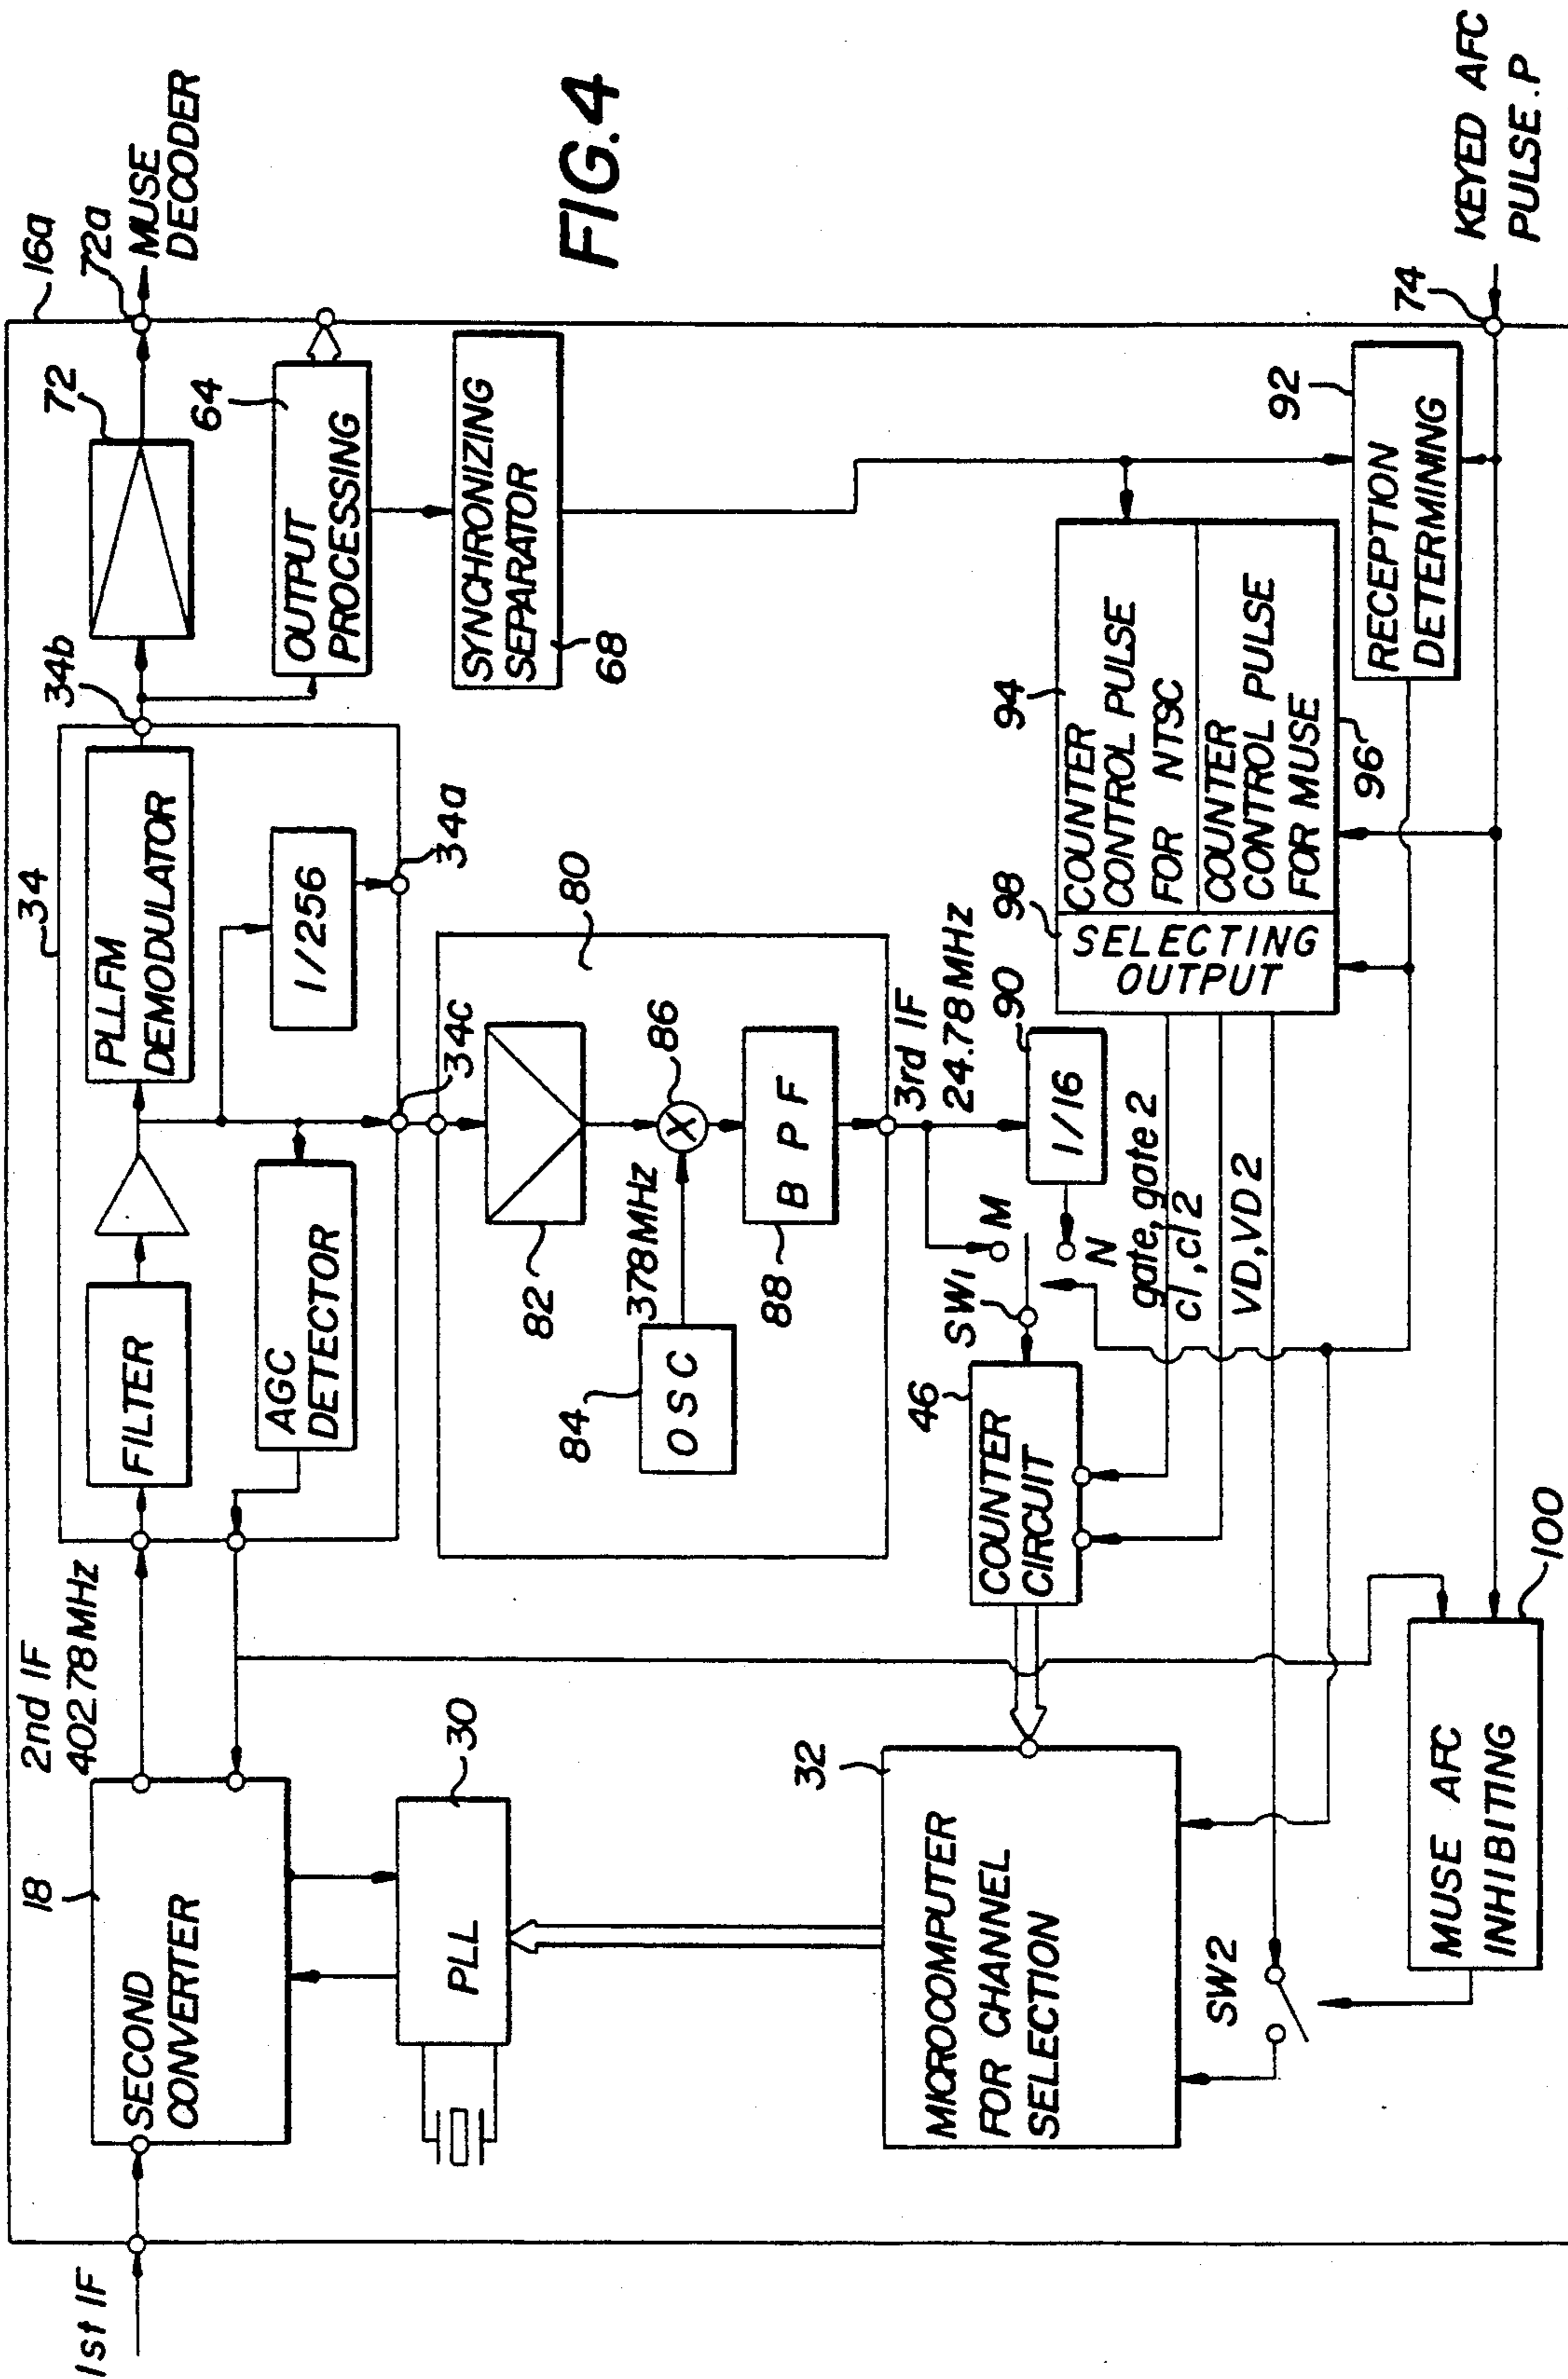 1st IF
18
SECOND
CONVERTER
2nd IF
402.78MHz
30
PLL
34
FILTER
PLLFM
DEMODULATOR
AGC
DETECTOR
1/256
34a
34b
34c
72
16a
72a
MUSE
DECODER
64
OUTPUT
PROCESSING
SYNCHRONIZING
SEPARATOR
68
FIG.4
80
82
84
OSC
378MHz
86
88
BPF
3rd IF
24.78MHz
90
1/16
M
N
SW1
46
COUNTER
CIRCUIT
gate, gate 2
cl, cl 2
VD, VD 2
98
SELECTING
OUTPUT
94
COUNTER
CONTROL PULSE
FOR NTSC
COUNTER
CONTROL PULSE
FOR MUSE
96
92
RECEPTION
DETERMINING
74
KEYED AFC
PULSE.P
32
MICROCOMPUTER
FOR CHANNEL
SELECTION
SW2
MUSE AFC
INHIBITING
100